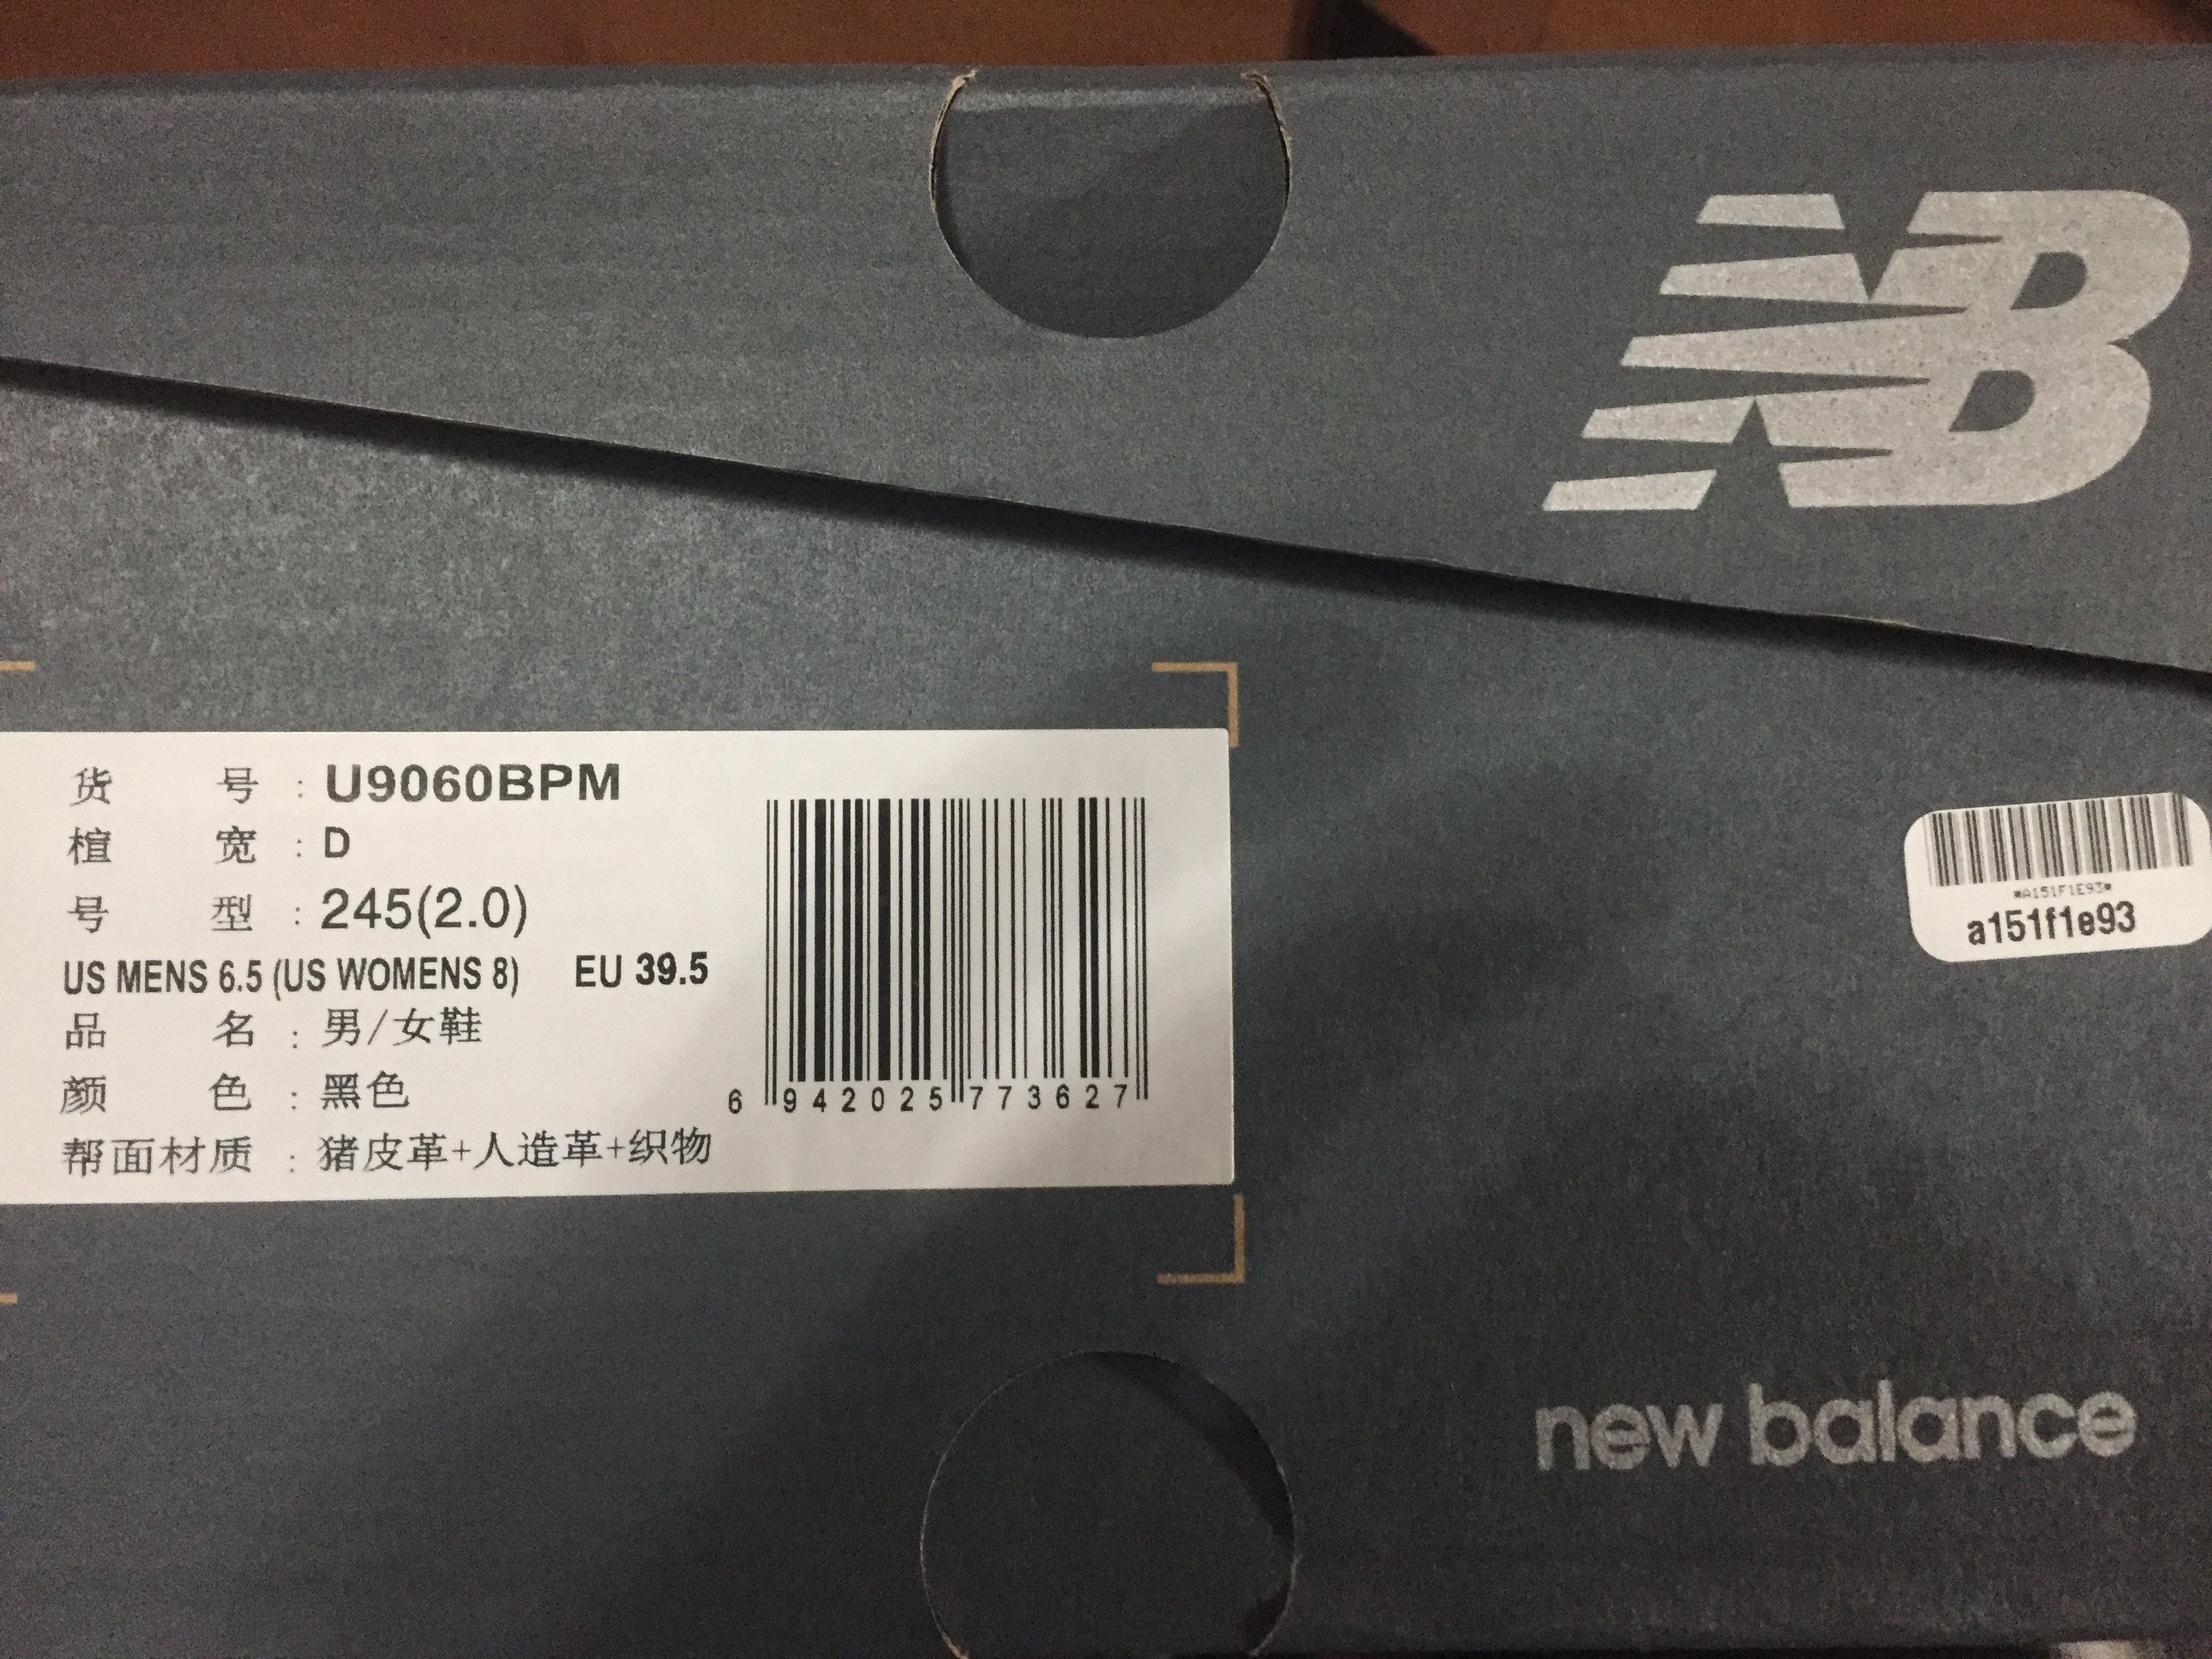 NB
货号：U9060BPM
楦宽：D
号型：245(2.0)
US MENS 6.5 (US WOMENS 8) EU 39.5
品名：男/女鞋
颜色：黑色
帮面材质：猪皮革+人造革+织物
6 942025 773627
*A151F1E93*
a151f1e93
new balance